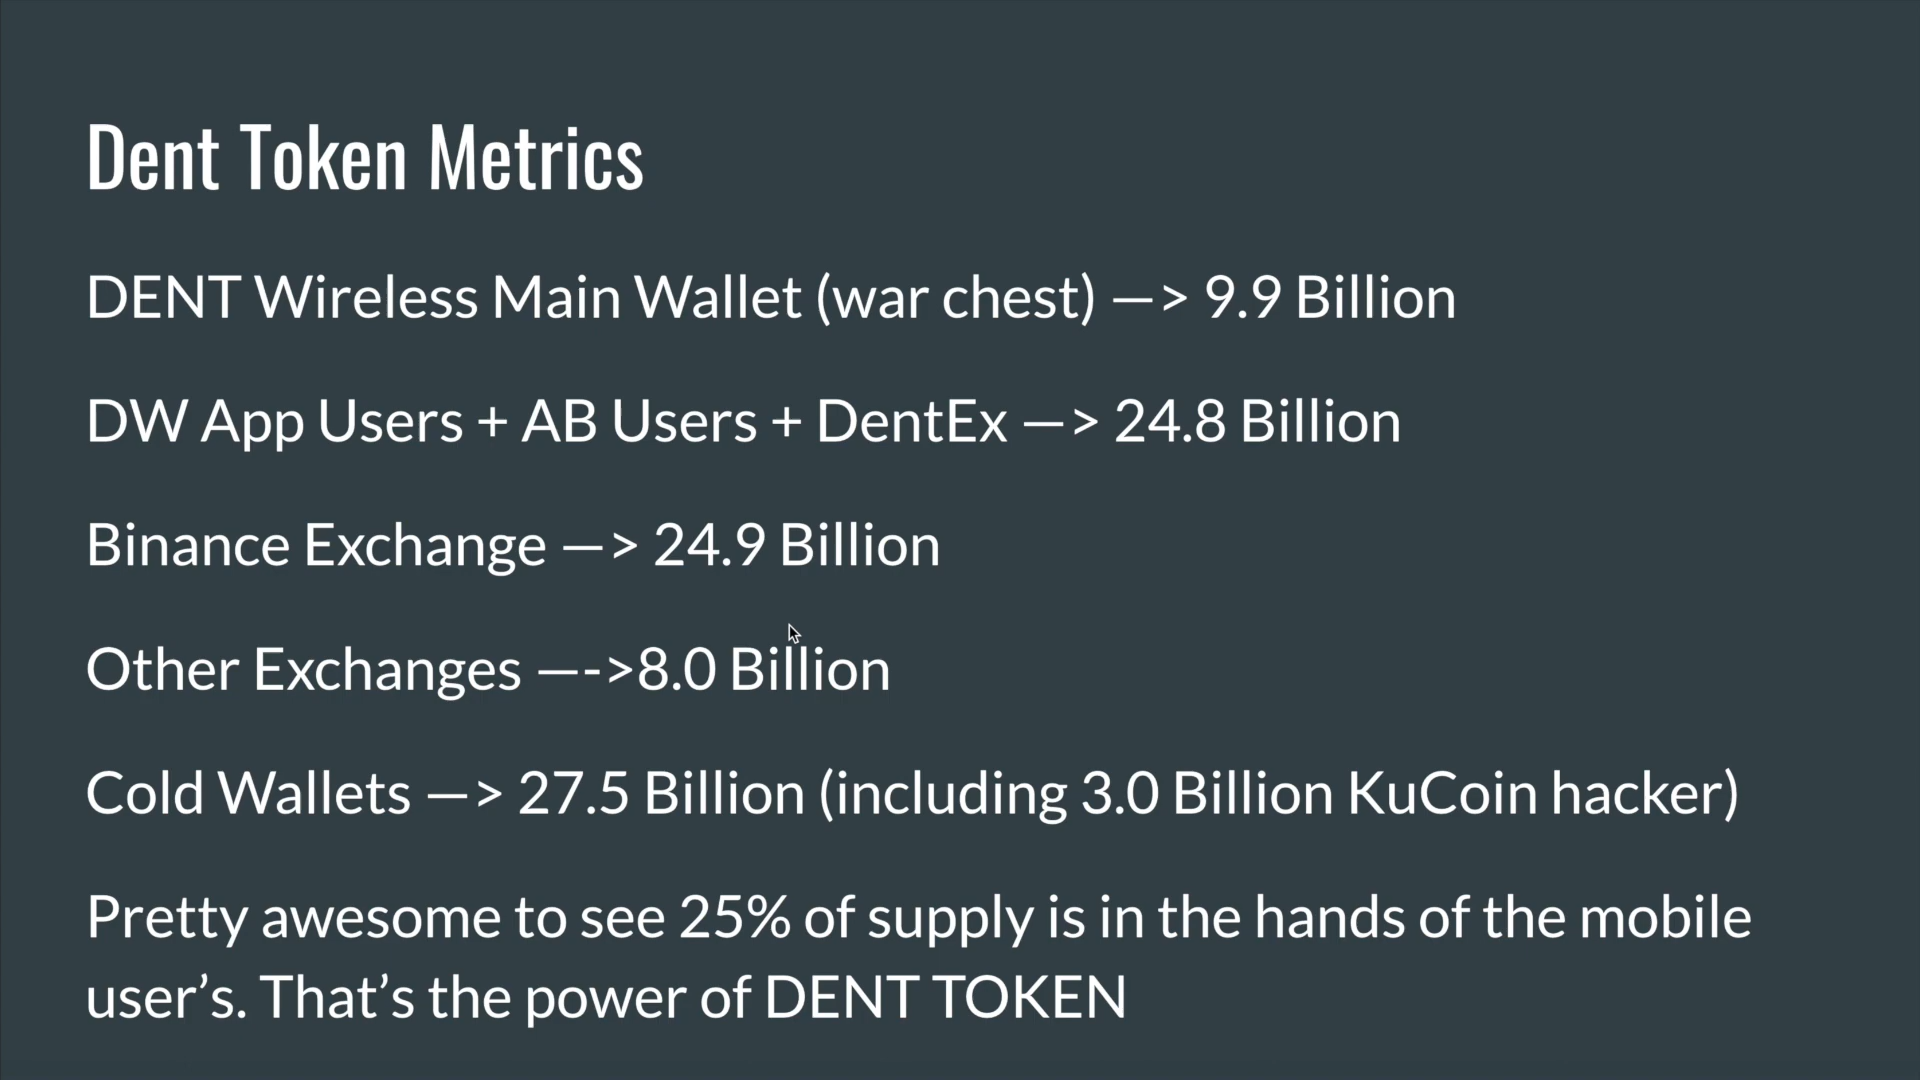 Dent Token Metrics
DENT Wireless Main Wallet (war chest) —> 9.9 Billion
DW App Users + AB Users + DentEx —> 24.8 Billion
Binance Exchange —> 24.9 Billion
Other Exchanges —->8.0 Billion
Cold Wallets —> 27.5 Billion (including 3.0 Billion KuCoin hacker)
Pretty awesome to see 25% of supply is in the hands of the mobile
user’s. That’s the power of DENT TOKEN